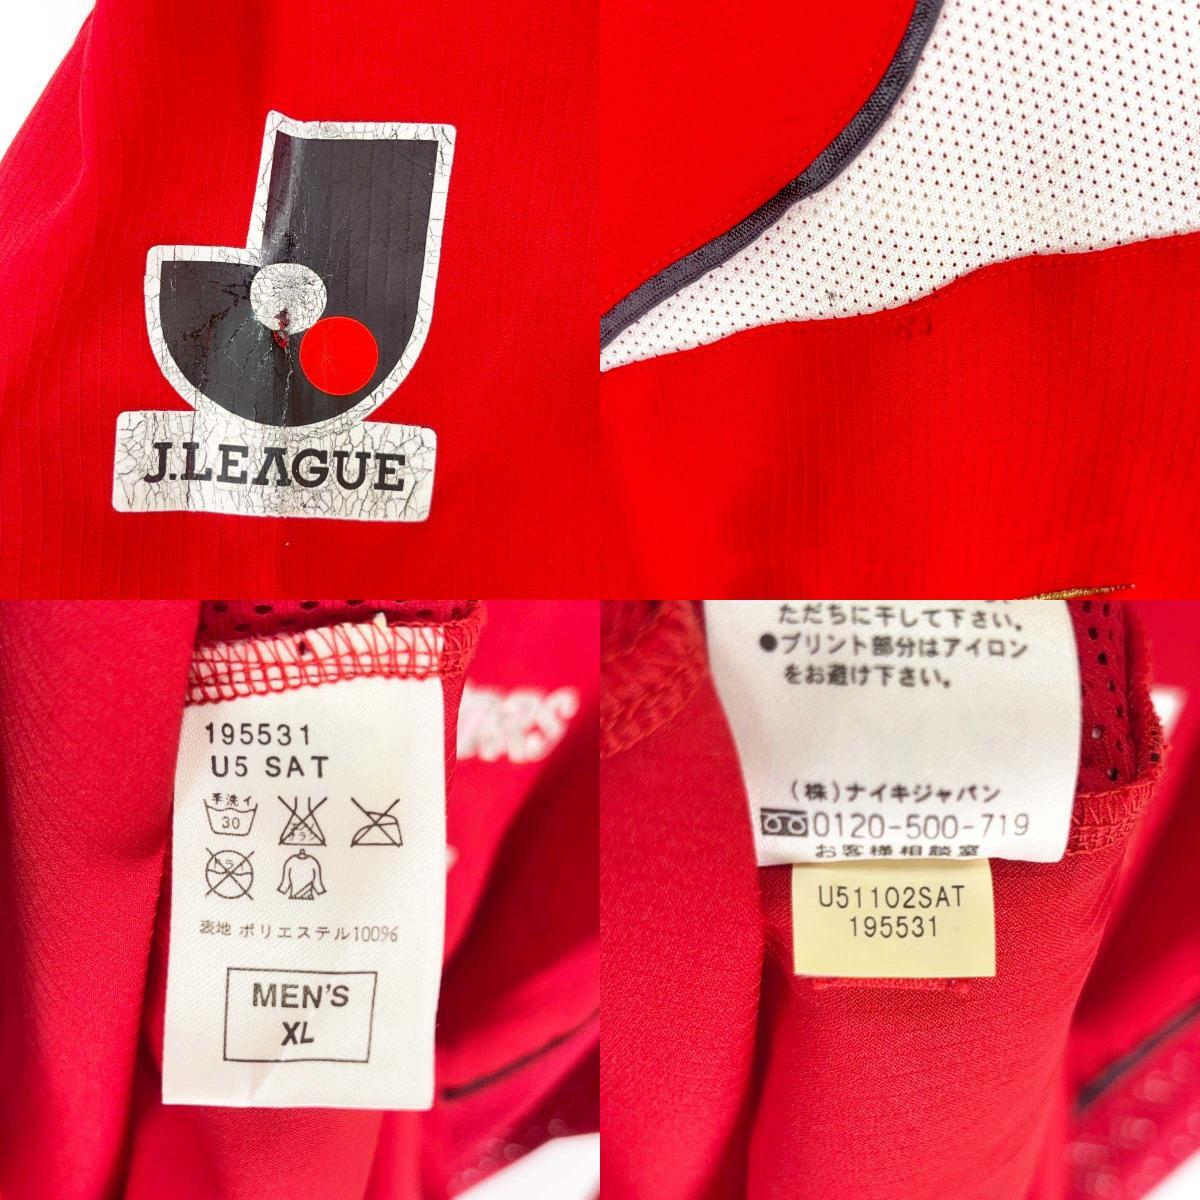 J.LEAGUE
195531
U5 SAT
手洗イ
30
ドライ
表地 ポリエステル100%
MEN'S
XL
ただちに干して下さい。
●プリント部分はアイロン
をお避け下さい。
(株)ナイキジャパン
0120-500-719
お客様相談室
U51102SAT
195531